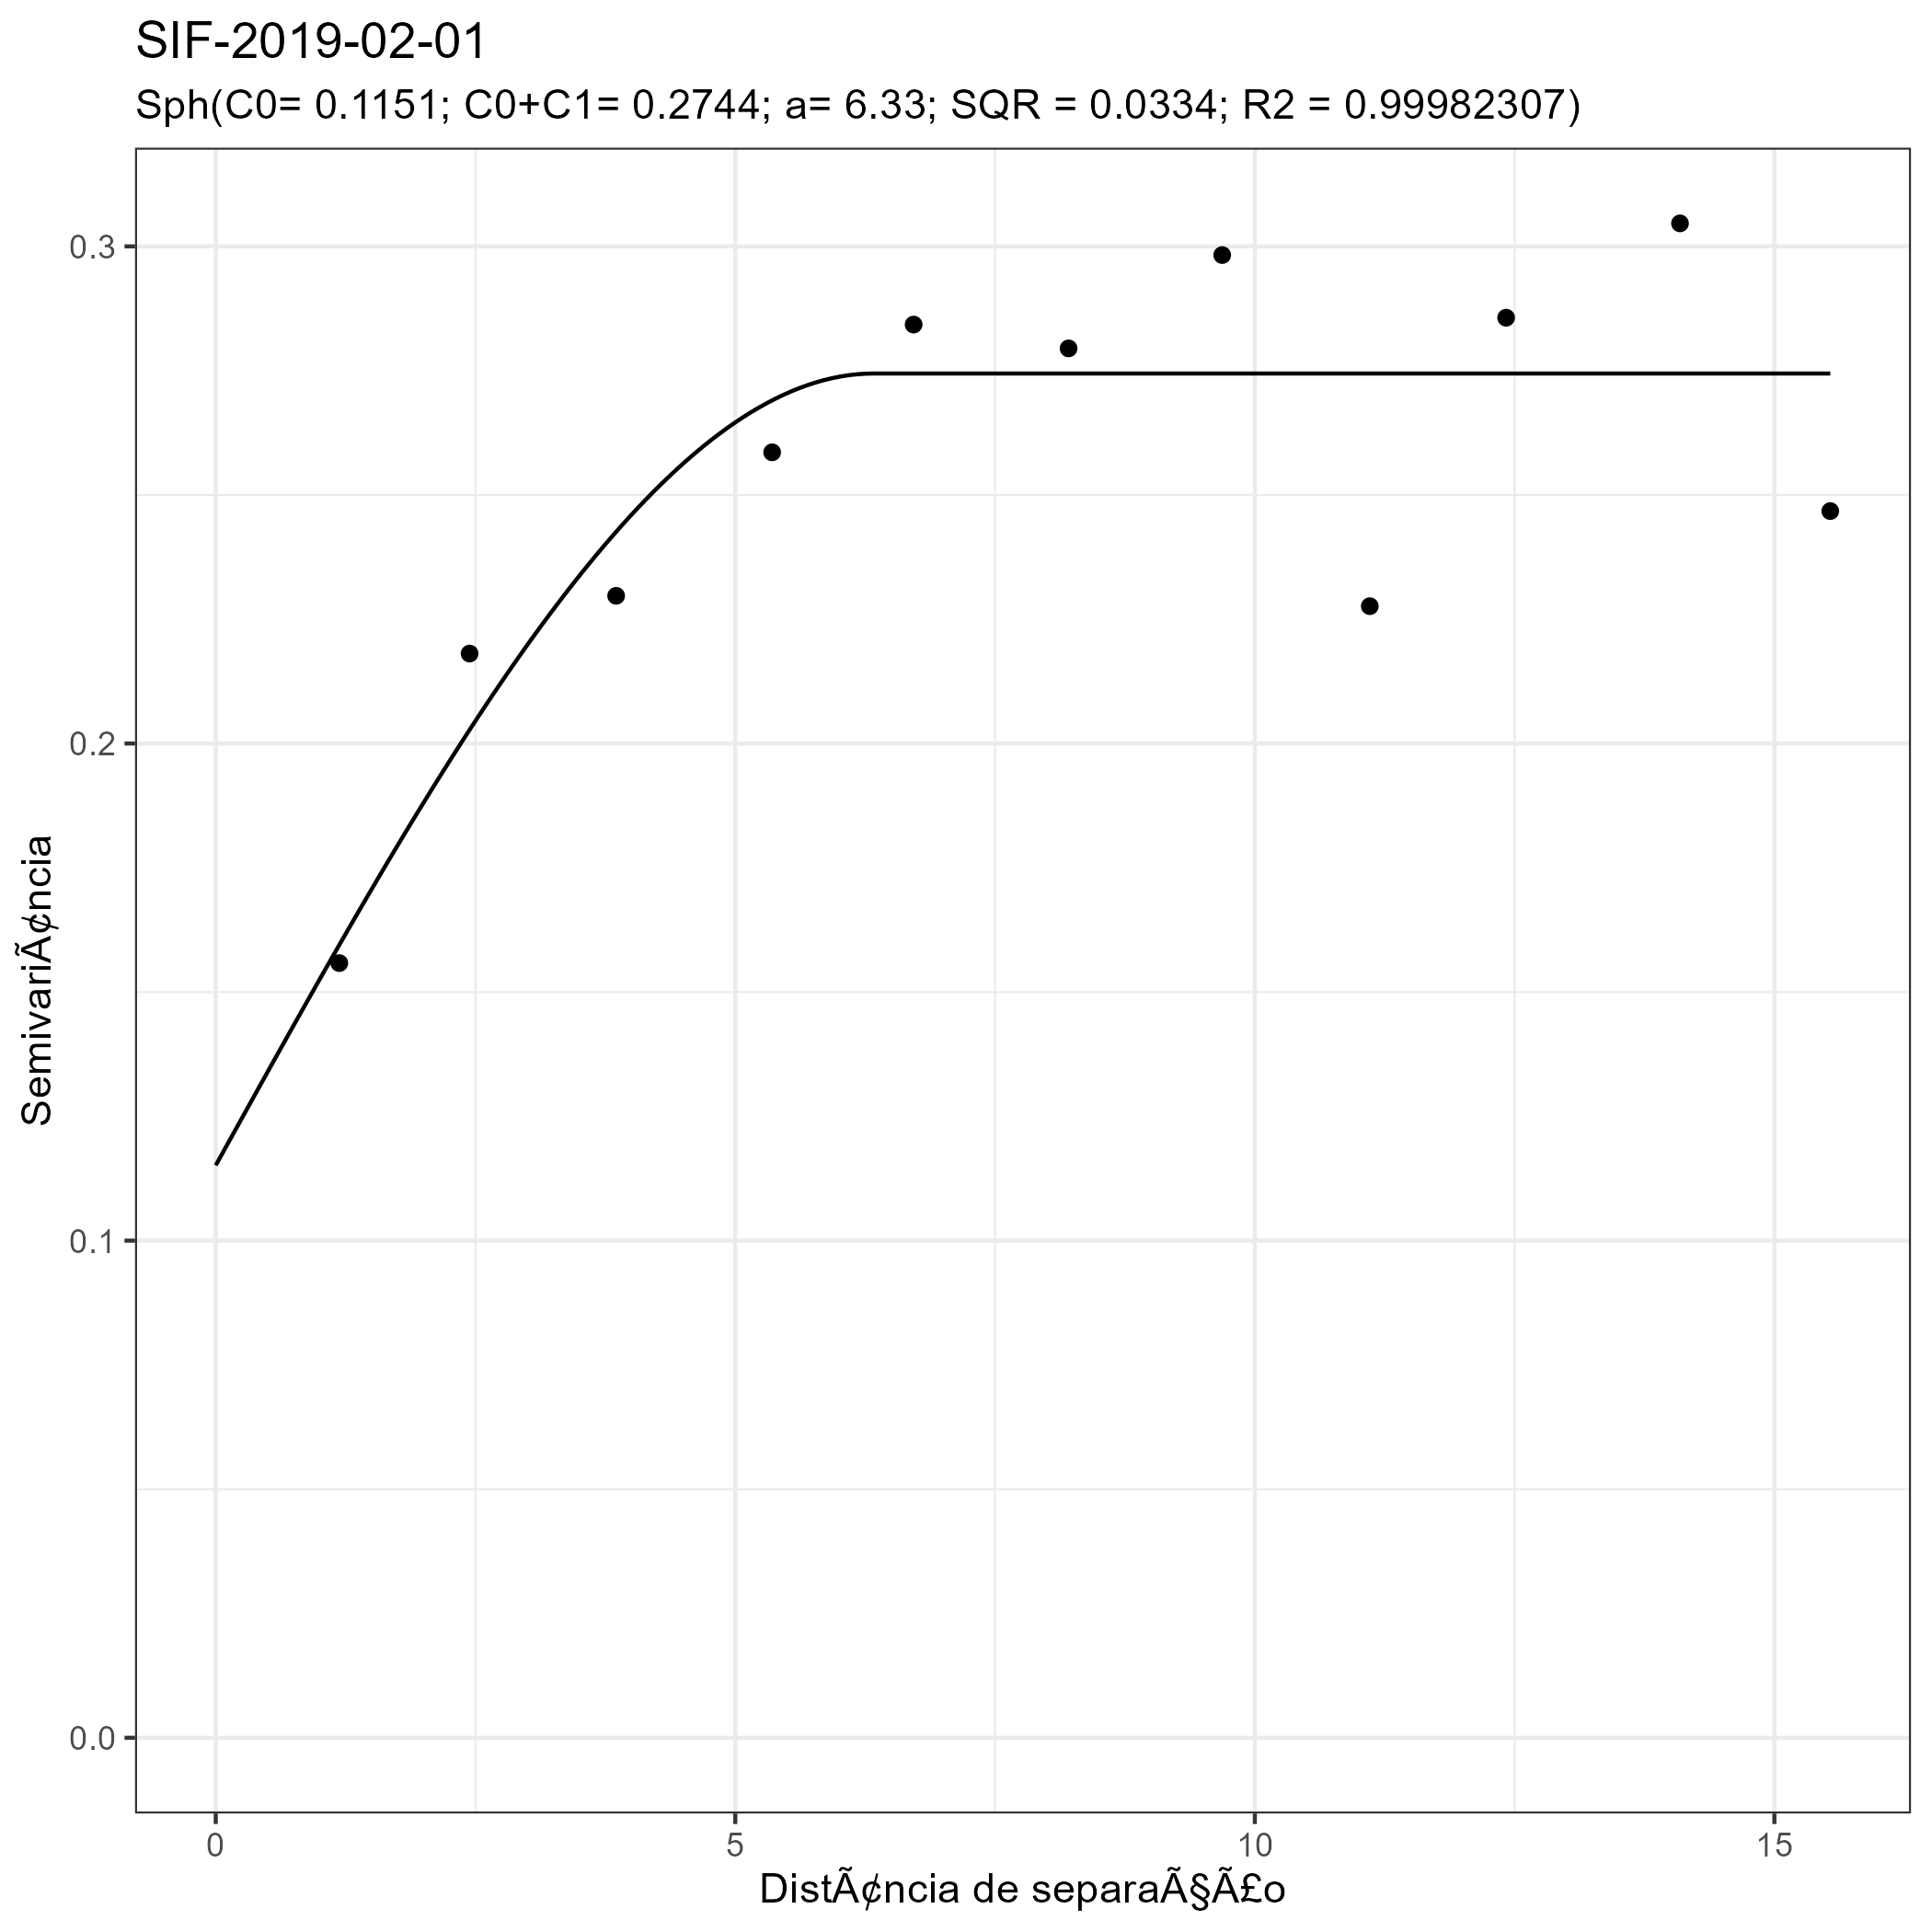 SIF-2019-02-01
Sph(C0= 0.1151; C0+C1= 0.2744; a= 6.33; SQR = 0.0334; R2 = 0.99982307)
0.3
0.2
0.1
0.0
SemivariÃ¢ncia
0 5 10 15
DistÃ¢ncia de separaÃ§Ã£o